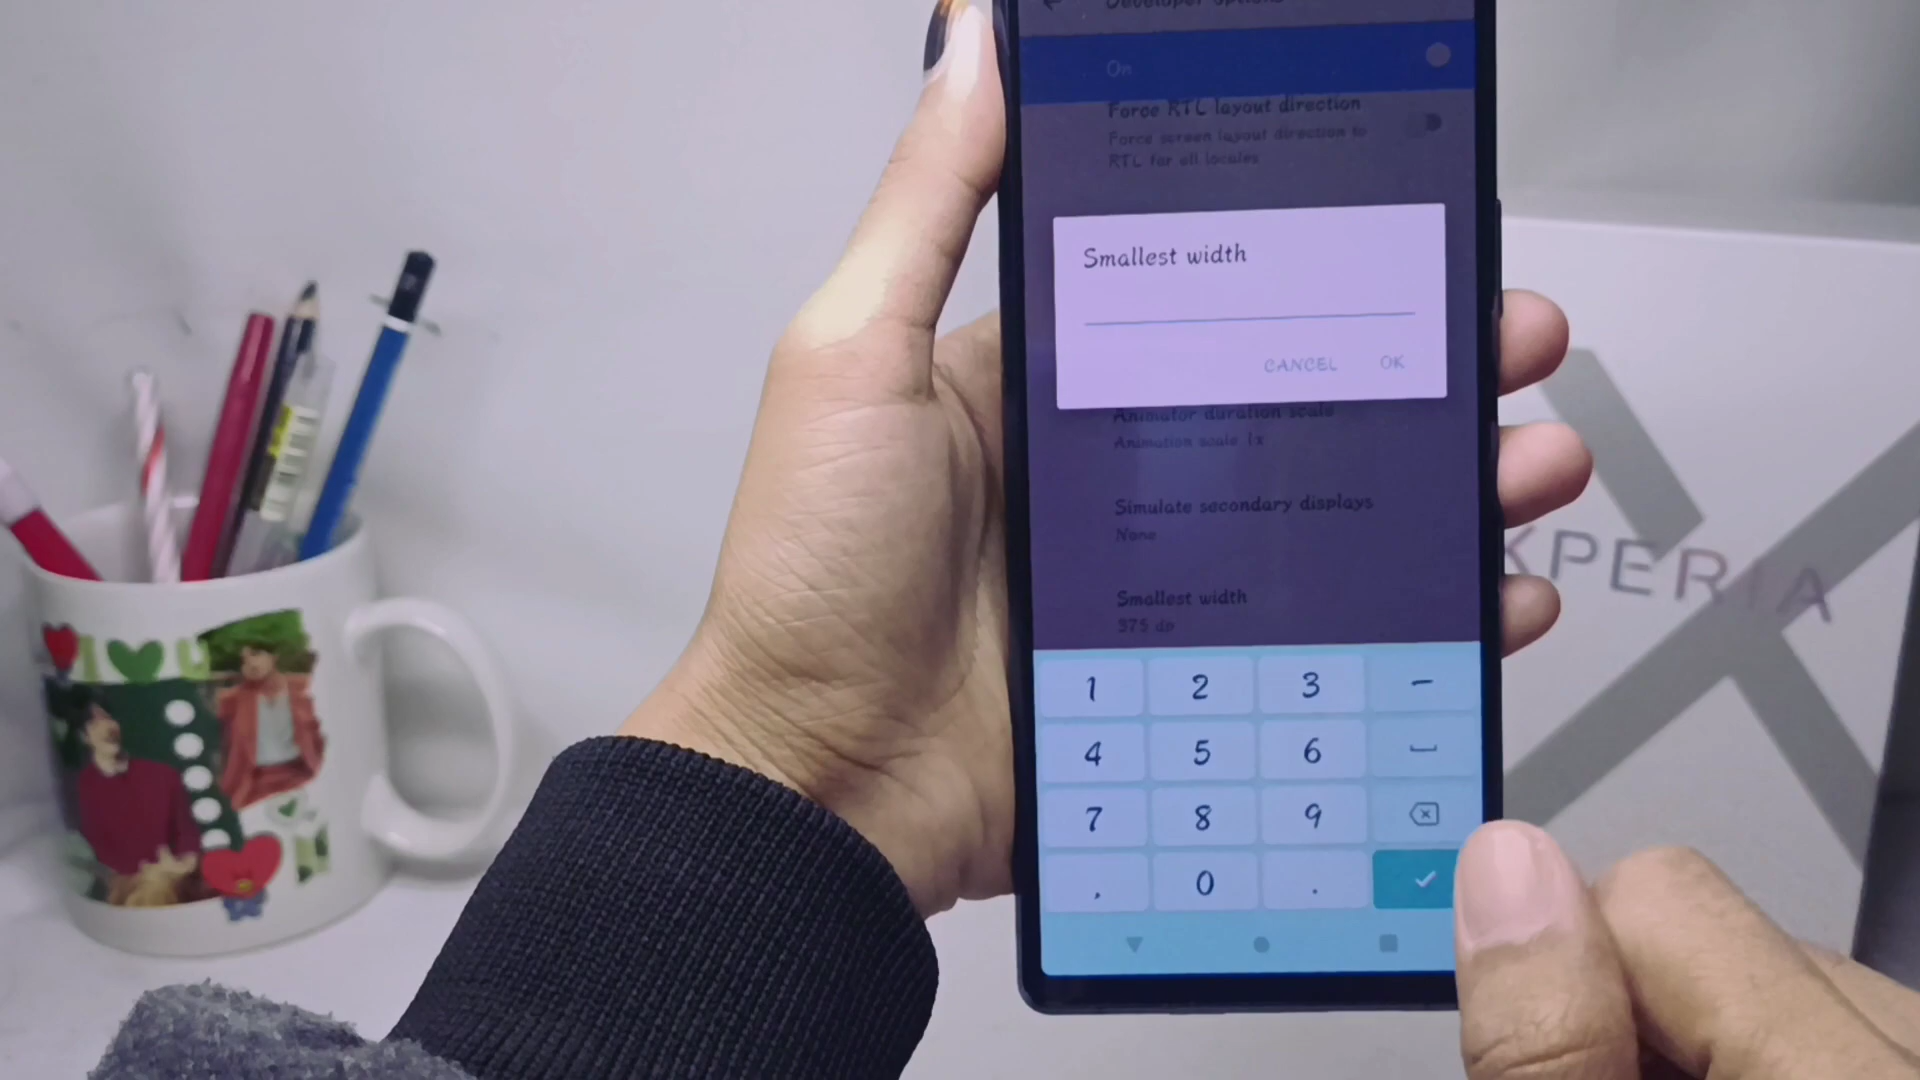 Developer options
On
Force RTL layout direction
Force screen layout direction to
RTL for all locales
Smallest width
CANCEL OK
Animator duration scale
Animation scale 1x
Simulate secondary displays
None
Smallest width
375 dp
1 2 3 –
4 5 6
7 8 9
, 0 .
XPERIA